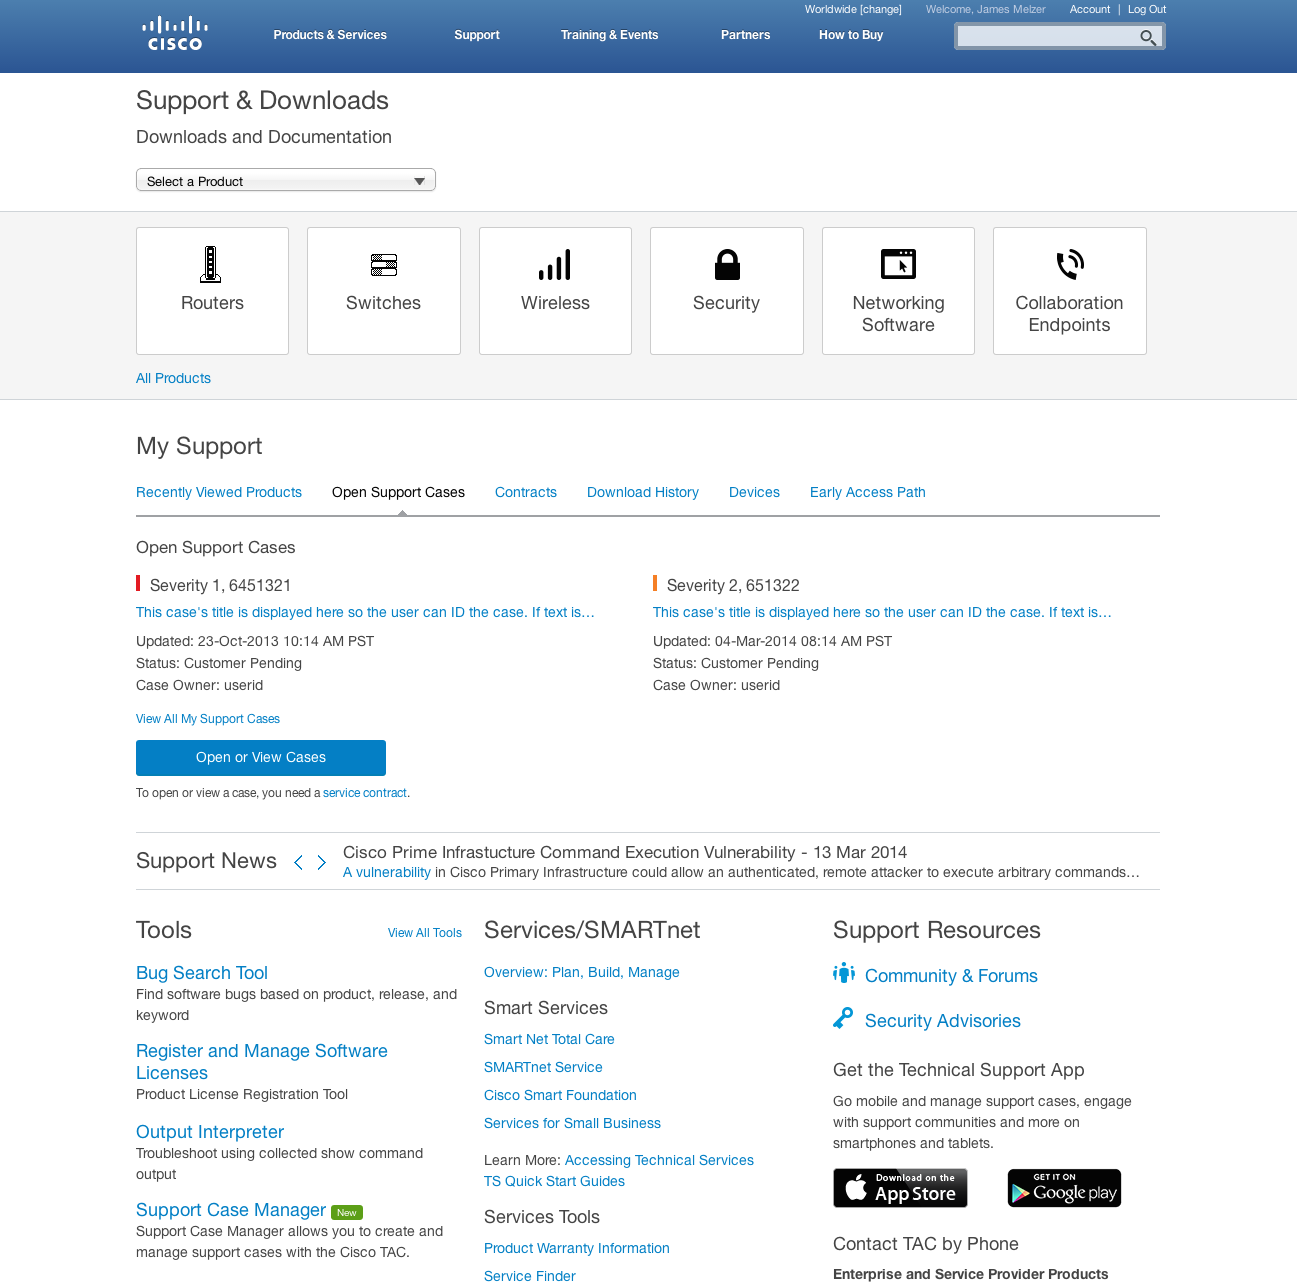 Worldwide [change] Welcome, James Melzer Account | Log Out
CISCO
Products & Services Support Training & Events Partners How to Buy
Support & Downloads
Downloads and Documentation
Select a Product
Routers Switches Wireless Security Networking Software Collaboration Endpoints
All Products
My Support
Recently Viewed Products Open Support Cases Contracts Download History Devices Early Access Path
Open Support Cases
Severity 1, 6451321
This case's title is displayed here so the user can ID the case. If text is...
Updated: 23-Oct-2013 10:14 AM PST
Status: Customer Pending
Case Owner: userid
Severity 2, 651322
This case's title is displayed here so the user can ID the case. If text is...
Updated: 04-Mar-2014 08:14 AM PST
Status: Customer Pending
Case Owner: userid
View All My Support Cases
Open or View Cases
To open or view a case, you need a service contract.
Support News
Cisco Prime Infrastucture Command Execution Vulnerability - 13 Mar 2014
A vulnerability in Cisco Primary Infrastructure could allow an authenticated, remote attacker to execute arbitrary commands...
Tools View All Tools
Bug Search Tool
Find software bugs based on product, release, and
keyword
Register and Manage Software
Licenses
Product License Registration Tool
Output Interpreter
Troubleshoot using collected show command
output
Support Case Manager New
Support Case Manager allows you to create and
manage support cases with the Cisco TAC.
Services/SMARTnet
Overview: Plan, Build, Manage
Smart Services
Smart Net Total Care
SMARTnet Service
Cisco Smart Foundation
Services for Small Business
Learn More: Accessing Technical Services
TS Quick Start Guides
Services Tools
Product Warranty Information
Service Finder
Support Resources
Community & Forums
Security Advisories
Get the Technical Support App
Go mobile and manage support cases, engage
with support communities and more on
smartphones and tablets.
Download on the
App Store
GET IT ON
Google play
Contact TAC by Phone
Enterprise and Service Provider Products